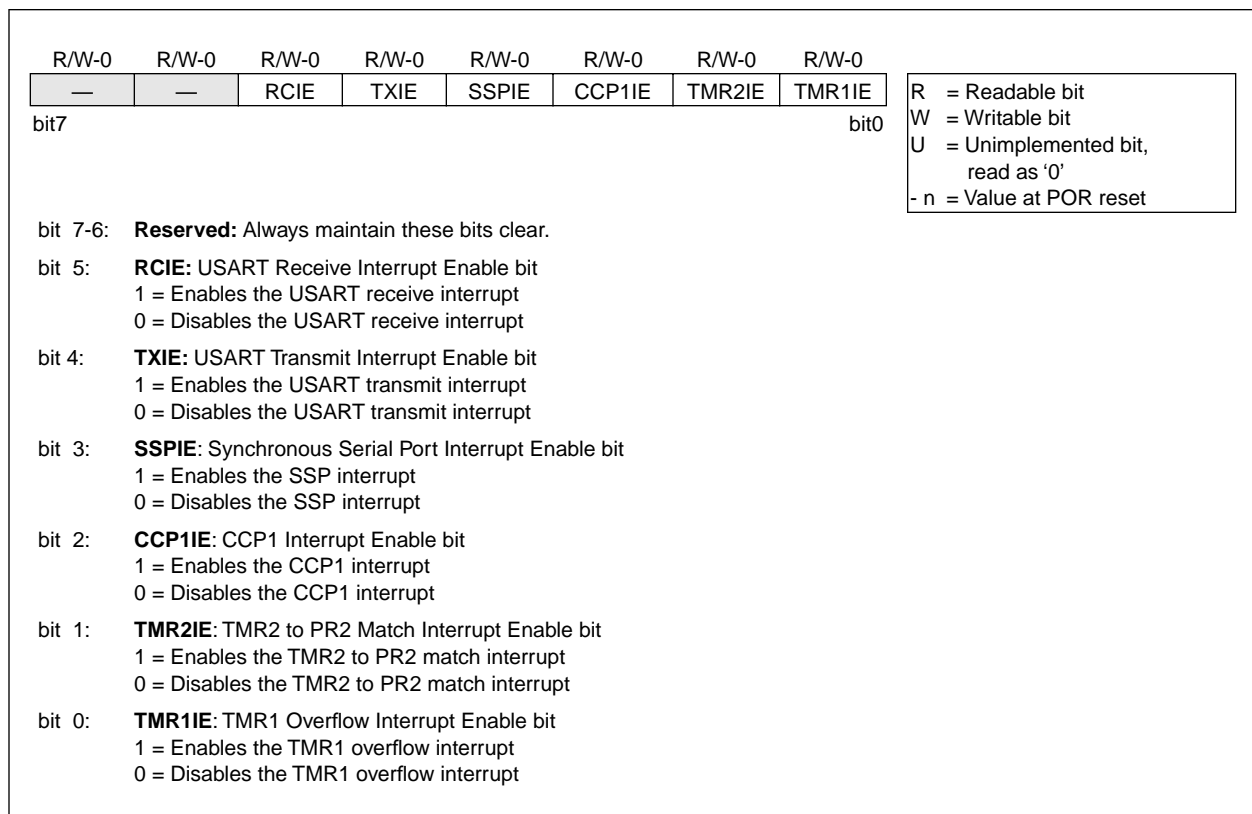 R/W-0 R/W-0 R/W-0 R/W-0 R/W-0 R/W-0 R/W-0 R/W-0
— — RCIE TXIE SSPIE CCP1IE TMR2IE TMR1IE
bit7 bit0
R = Readable bit
W = Writable bit
U = Unimplemented bit,
read as ‘0’
- n = Value at POR reset
bit 7-6: Reserved: Always maintain these bits clear.
bit 5: RCIE: USART Receive Interrupt Enable bit
1 = Enables the USART receive interrupt
0 = Disables the USART receive interrupt
bit 4: TXIE: USART Transmit Interrupt Enable bit
1 = Enables the USART transmit interrupt
0 = Disables the USART transmit interrupt
bit 3: SSPIE: Synchronous Serial Port Interrupt Enable bit
1 = Enables the SSP interrupt
0 = Disables the SSP interrupt
bit 2: CCP1IE: CCP1 Interrupt Enable bit
1 = Enables the CCP1 interrupt
0 = Disables the CCP1 interrupt
bit 1: TMR2IE: TMR2 to PR2 Match Interrupt Enable bit
1 = Enables the TMR2 to PR2 match interrupt
0 = Disables the TMR2 to PR2 match interrupt
bit 0: TMR1IE: TMR1 Overflow Interrupt Enable bit
1 = Enables the TMR1 overflow interrupt
0 = Disables the TMR1 overflow interrupt